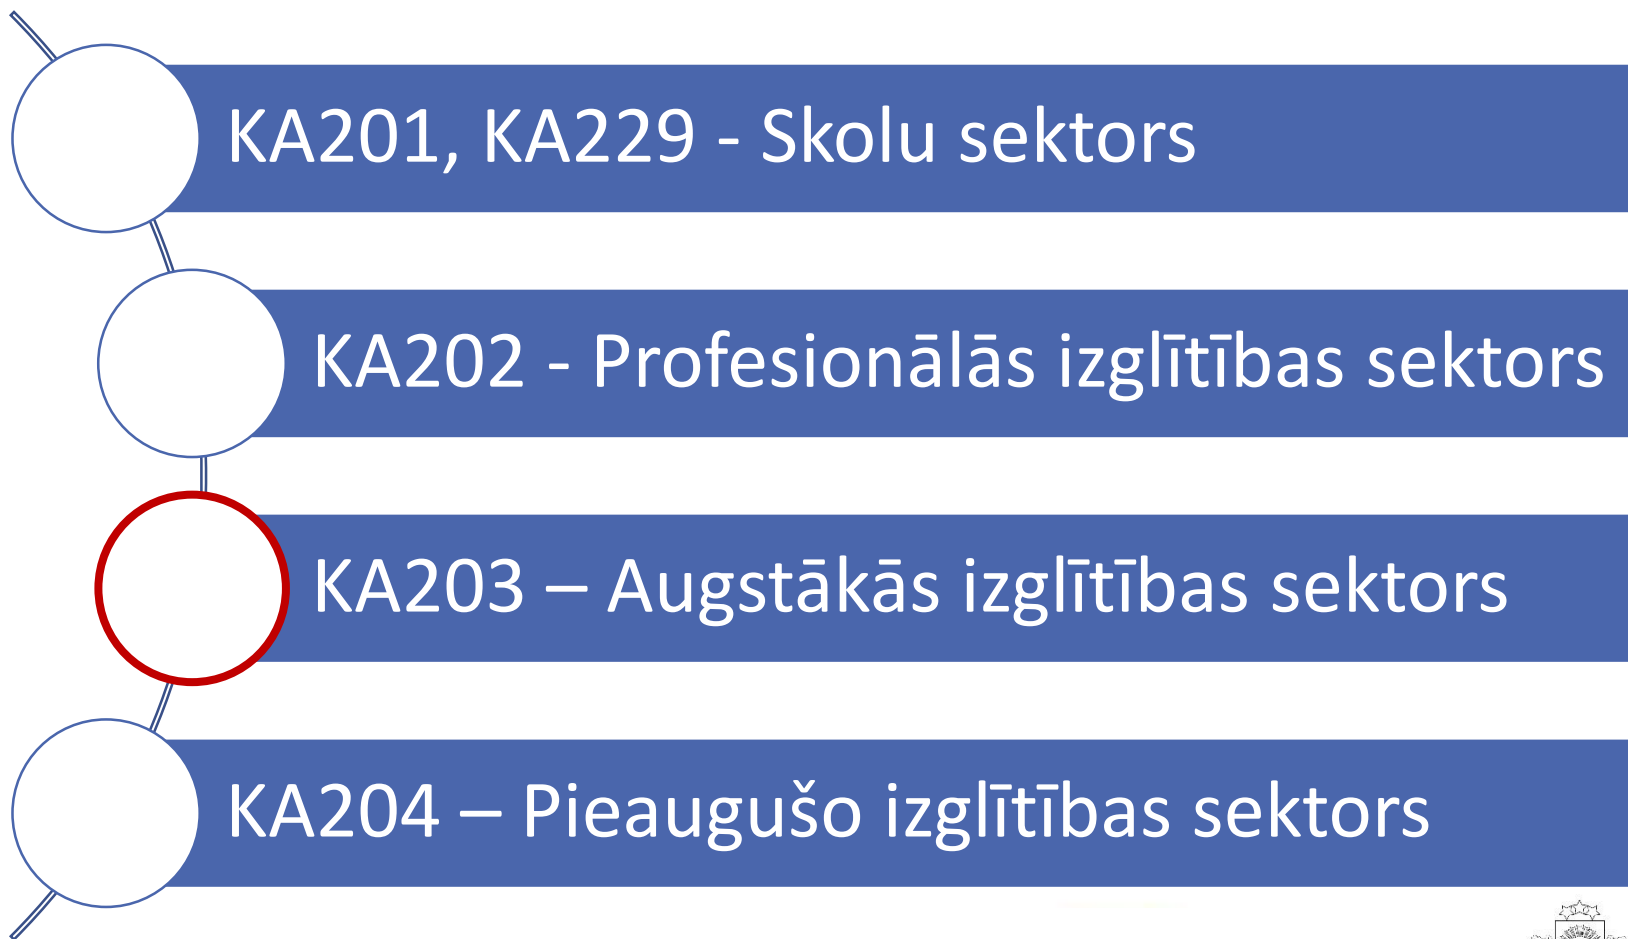 KA201, KA229 - Skolu sektors
KA202 - Profesionālās izglītības sektors
KA203 – Augstākās izglītības sektors
KA204 – Pieaugušo izglītības sektors